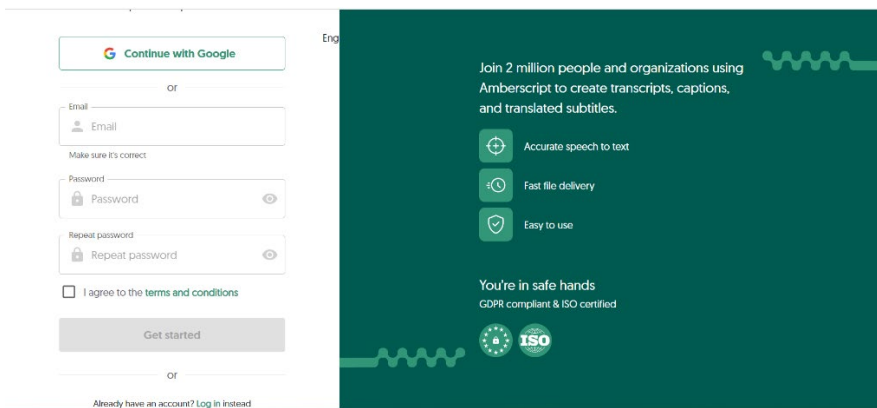 Continue with Google
or
Email
Email
Make sure it's correct
Password
Password
Repeat password
Repeat password
I agree to the terms and conditions
Get started
or
Already have an account? Log in instead
Eng
Join 2 million people and organizations using
Amberscript to create transcripts, captions,
and translated subtitles.
Accurate speech to text
Fast file delivery
Easy to use
You're in safe hands
GDPR compliant & ISO certified
ISO